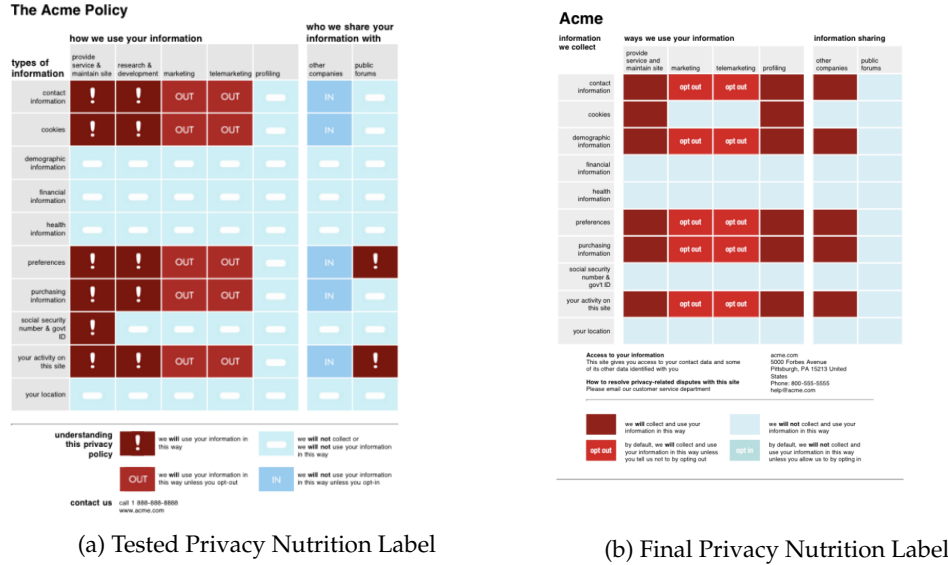 The Acme Policy
how we use your information
who we share your
information with
types of
information
provide
service &
maintain site
research &
development
marketing
telemarketing
profiling
other
companies
public
forums
contact
information
! ! OUT OUT IN
cookies
! ! OUT OUT IN
demographic
information
financial
information
health
information
preferences
! ! OUT OUT IN !
purchasing
information
! ! OUT OUT IN
social security
number & govt
ID
!
your activity on
this site
! ! OUT OUT IN !
your location
understanding
this privacy
policy
!
we will use your information in
this way
we will not collect or
we will not use your information
in this way
OUT
we will use your information
in this way unless you opt-out
IN
we will not use your information
in this way unless you opt-in
contact us
call 1 888-888-8888
www.acme.com
(a) Tested Privacy Nutrition Label
Acme
information
we collect
ways we use your information
information sharing
provide
service and
maintain site
marketing
telemarketing
profiling
other
companies
public
forums
contact
information
opt out opt out
cookies
demographic
information
opt out opt out
financial
information
health
information
preferences
opt out opt out
purchasing
information
opt out opt out
social security
number &
gov't ID
your activity on
this site
opt out opt out
your location
Access to your information
This site gives you access to your contact data and some
of its other data identified with you
How to resolve privacy-related disputes with this site
Please email our customer service department
acme.com
5000 Forbes Avenue
Pittsburgh, PA 15213 United
States
Phone: 800-555-5555
help@acme.com
we will collect and use your
information in this way
we will not collect and use your
information in this way
opt out
by default, we will collect and use
your information in this way unless
you tell us not to by opting out
opt in
by default, we will not collect and
use your information in this way
unless you allow us to by opting in
(b) Final Privacy Nutrition Label